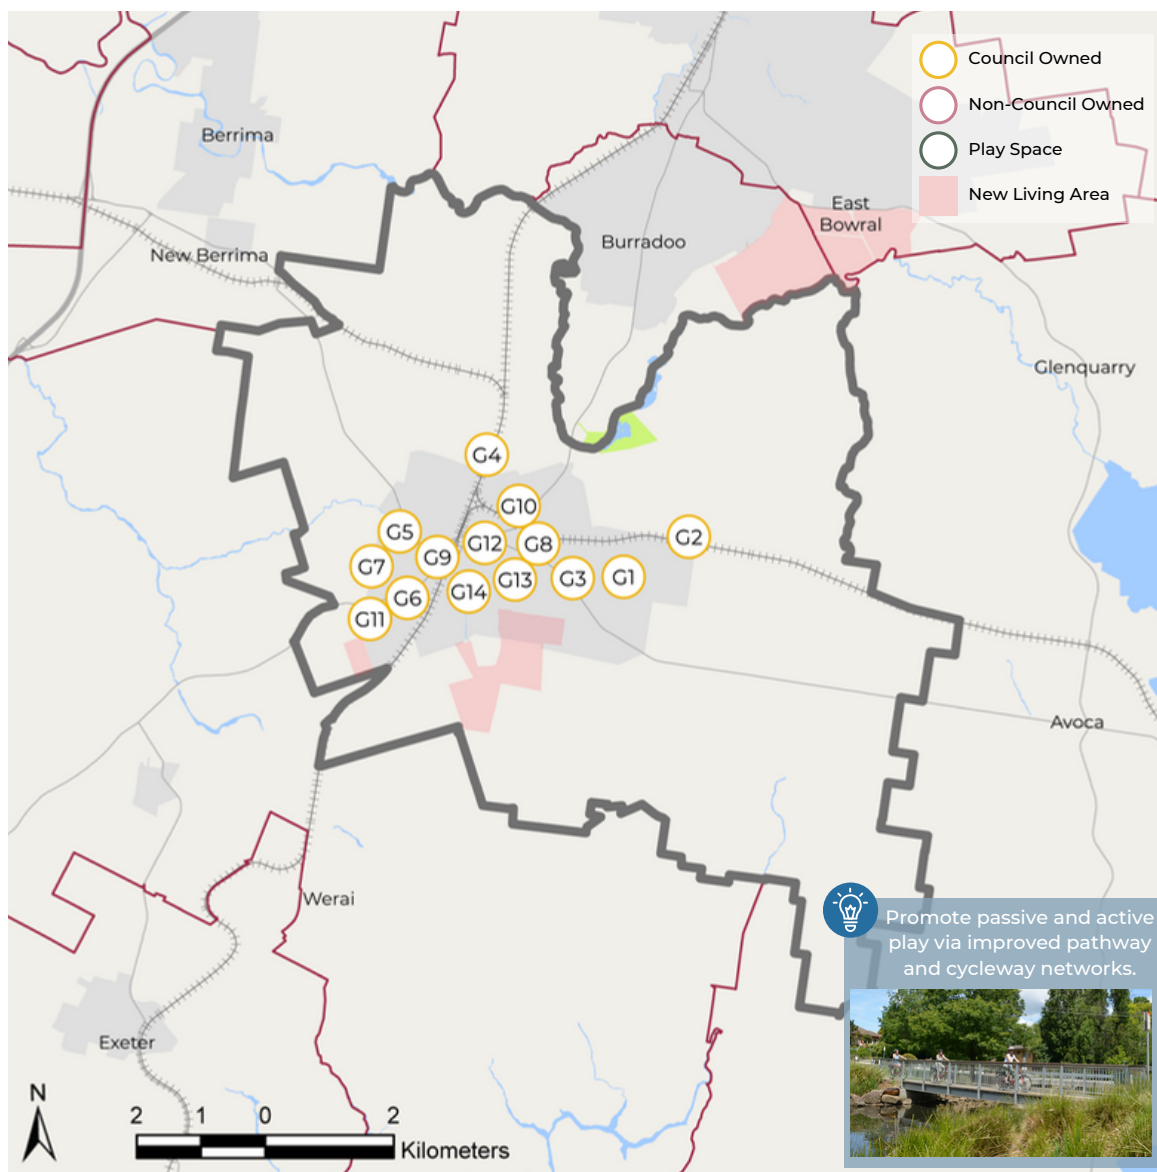 Council Owned
Non-Council Owned
Play Space
New Living Area
Berrima
East
Bowral
Burradoo
New Berrima
Glenquarry
G4
G10
G5
G12
G8
G2
G9
G7
G13
G3
G1
G14
G6
G11
Avoca
Werai
Promote passive and active
play via improved pathway
and cycleway networks.
Exeter
N
2 1 0 2
Kilometers